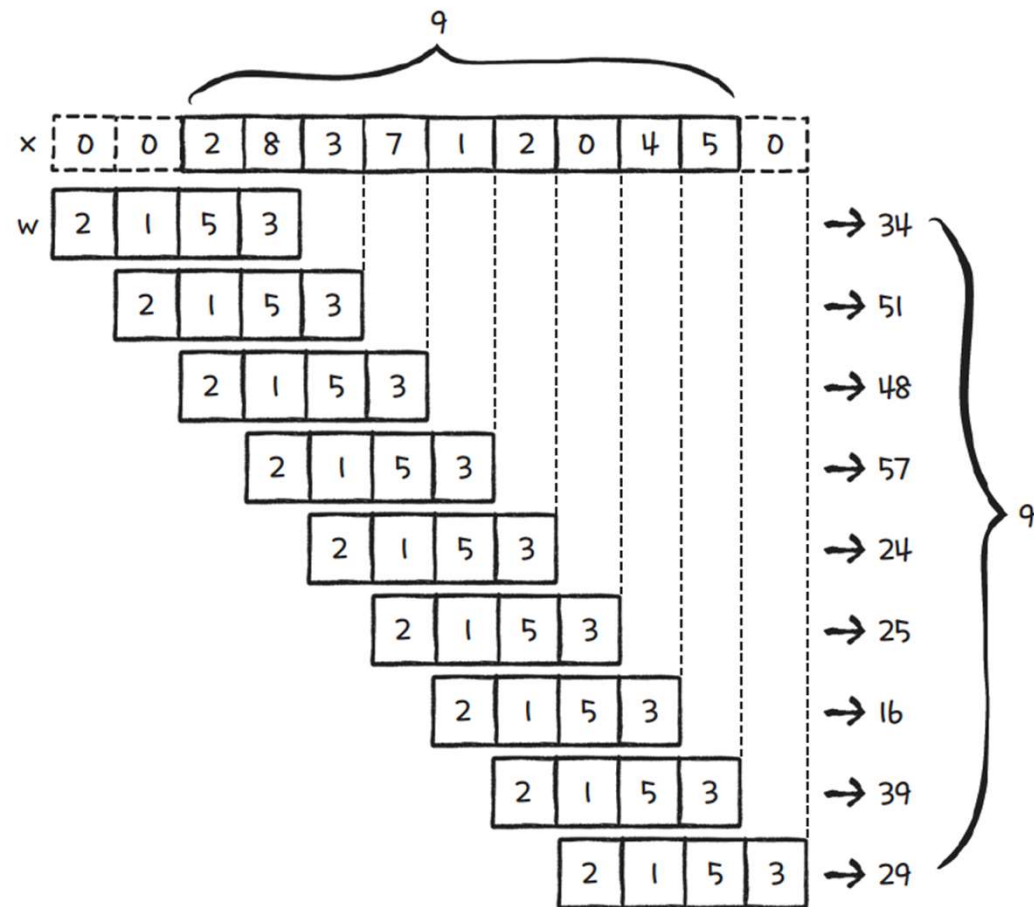 9
x 0 0 2 8 3 7 1 2 0 4 5 0
w 2 1 5 3 → 34
2 1 5 3 → 51
2 1 5 3 → 48
2 1 5 3 → 57
9
2 1 5 3 → 24
2 1 5 3 → 25
2 1 5 3 → 16
2 1 5 3 → 39
2 1 5 3 → 29